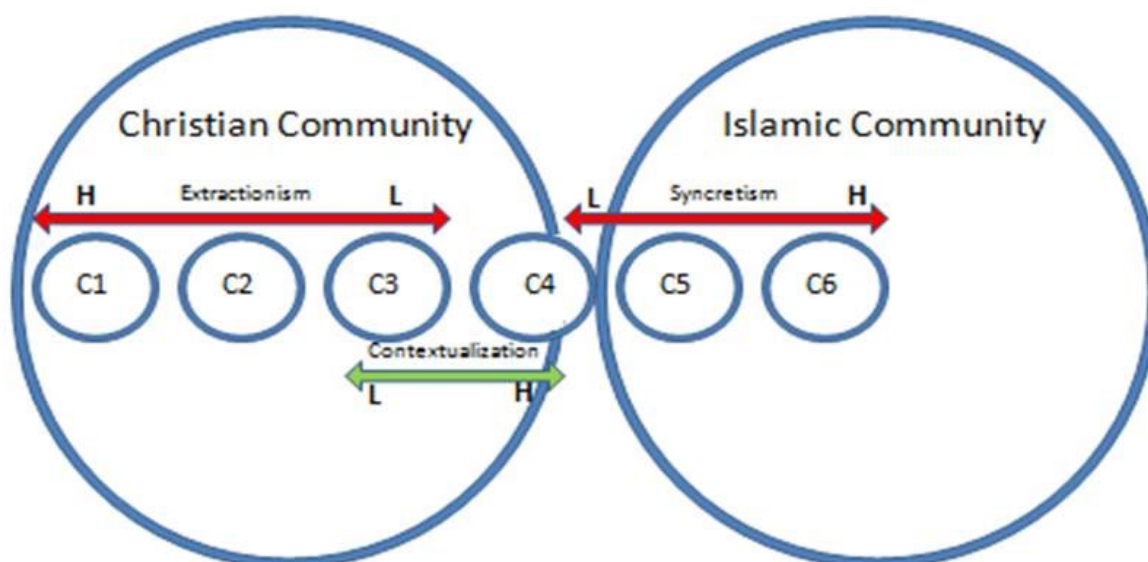 Christian Community
Islamic Community
H Extractionism L
L Syncretism H
C1 C2 C3 C4 C5 C6
Contextualization
L H